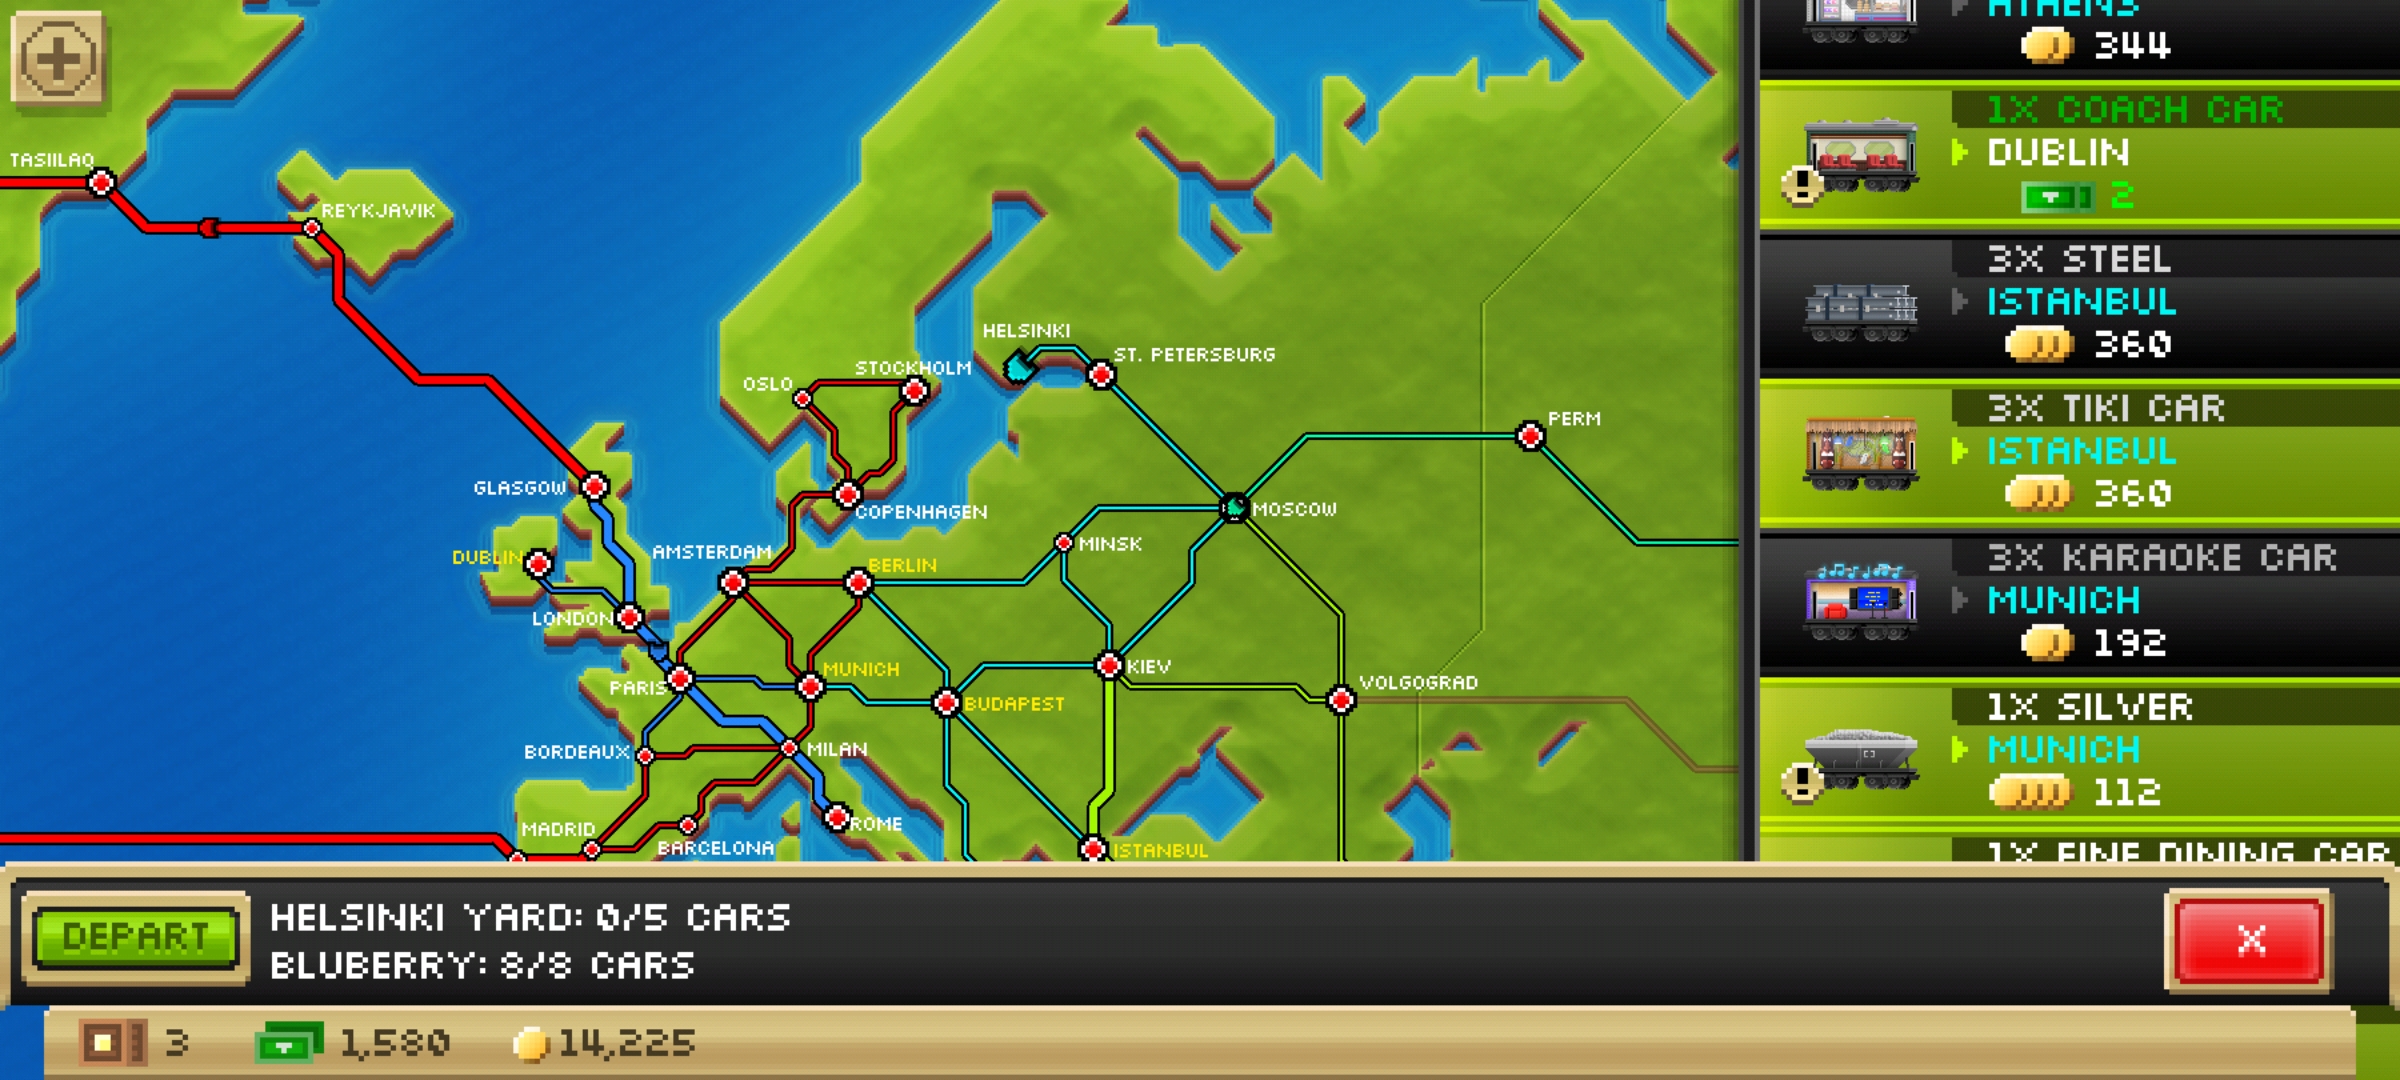 TASIILAQ
REYKJAVIK
HELSINKI
ST. PETERSBURG
STOCKHOLM
OSLO
PERM
GLASGOW
MOSCOW
COPENHAGEN
MINSK
AMSTERDAM
DUBLIN
BERLIN
LONDON
KIEV
MUNICH
PARIS
VOLGOGRAD
BUDAPEST
BORDEAUX
MILAN
ROME
MADRID
BARCELONA
ISTANBUL
ATHENS
344
1X COACH CAR
DUBLIN
2
3X STEEL
ISTANBUL
360
3X TIKI CAR
ISTANBUL
360
3X KARAOKE CAR
MUNICH
192
1X SILVER
MUNICH
112
1X FINE DINING CAR
DEPART
HELSINKI YARD: 0/5 CARS
BLUBERRY: 8/8 CARS
X
3
1,580
14,225